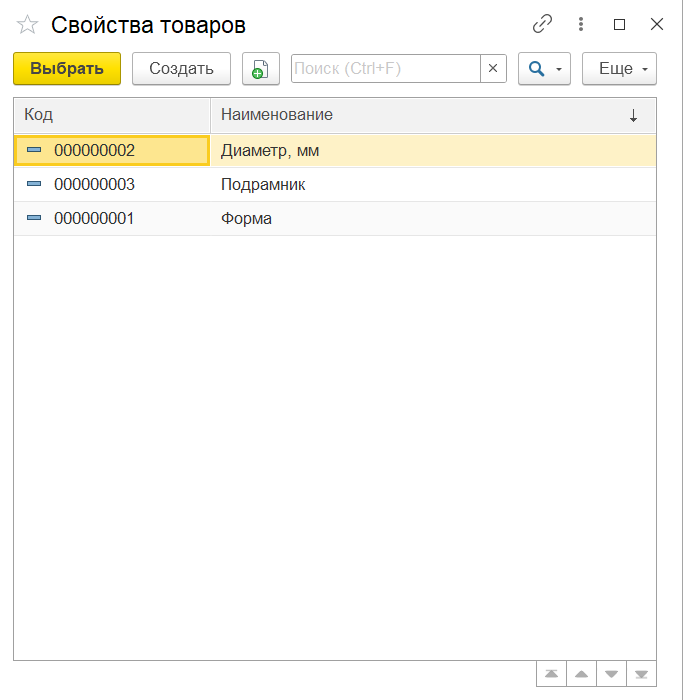 Свойства товаров
Выбрать Создать Поиск (Ctrl+F) Еще
Код Наименование
000000002 Диаметр, мм
000000003 Подрамник
000000001 Форма